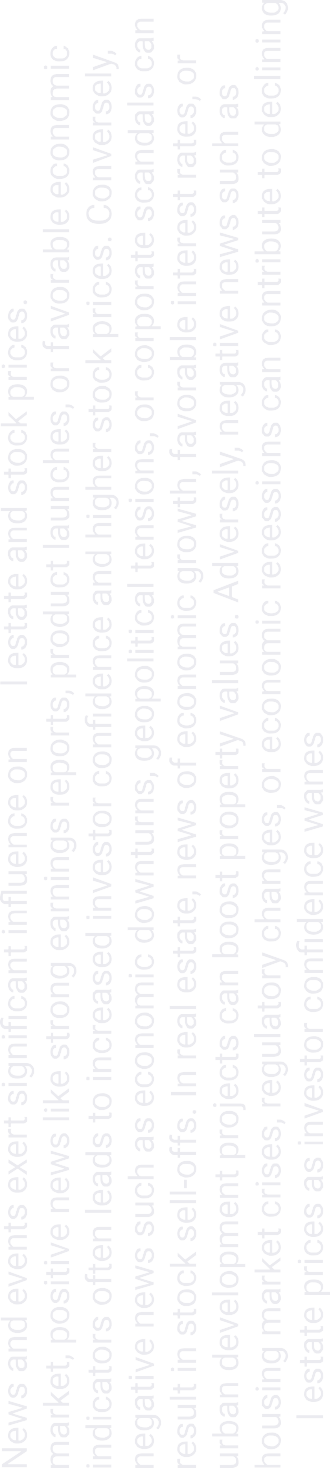 News and events exert significant influence on l estate and stock prices.
market, positive news like strong earnings reports, product launches, or favorable economic
indicators often leads to increased investor confidence and higher stock prices. Conversely,
negative news such as economic downturns, geopolitical tensions, or corporate scandals can
result in stock sell-offs. In real estate, news of economic growth, favorable interest rates, or
urban development projects can boost property values. Adversely, negative news such as
housing market crises, regulatory changes, or economic recessions can contribute to declining
l estate prices as investor confidence wanes